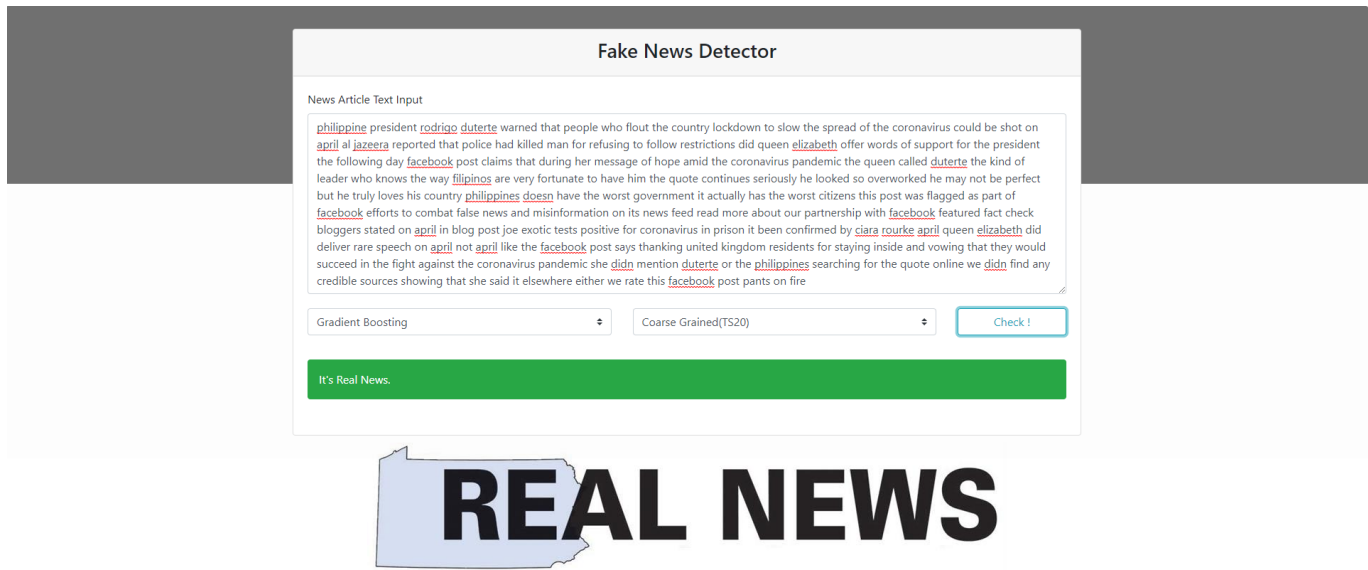 Fake News Detector
News Article Text Input
philippine president rodrigo duterte warned that people who flout the country lockdown to slow the spread of the coronavirus could be shot on
april al jazeera reported that police had killed man for refusing to follow restrictions did queen elizabeth offer words of support for the president
the following day facebook post claims that during her message of hope amid the coronavirus pandemic the queen called duterte the kind of
leader who knows the way filipinos are very fortunate to have him the quote continues seriously he looked so overworked he may not be perfect
but he truly loves his country philippines doesn have the worst government it actually has the worst citizens this post was flagged as part of
facebook efforts to combat false news and misinformation on its news feed read more about our partnership with facebook featured fact check
bloggers stated on april in blog post joe exotic tests positive for coronavirus in prison it been confirmed by ciara rourke april queen elizabeth did
deliver rare speech on april not april like the facebook post says thanking united kingdom residents for staying inside and vowing that they would
succeed in the fight against the coronavirus pandemic she didn mention duterte or the philippines searching for the quote online we didn find any
credible sources showing that she said it elsewhere either we rate this facebook post pants on fire
Gradient Boosting
Coarse Grained(TS20)
Check !
It's Real News.
REAL NEWS